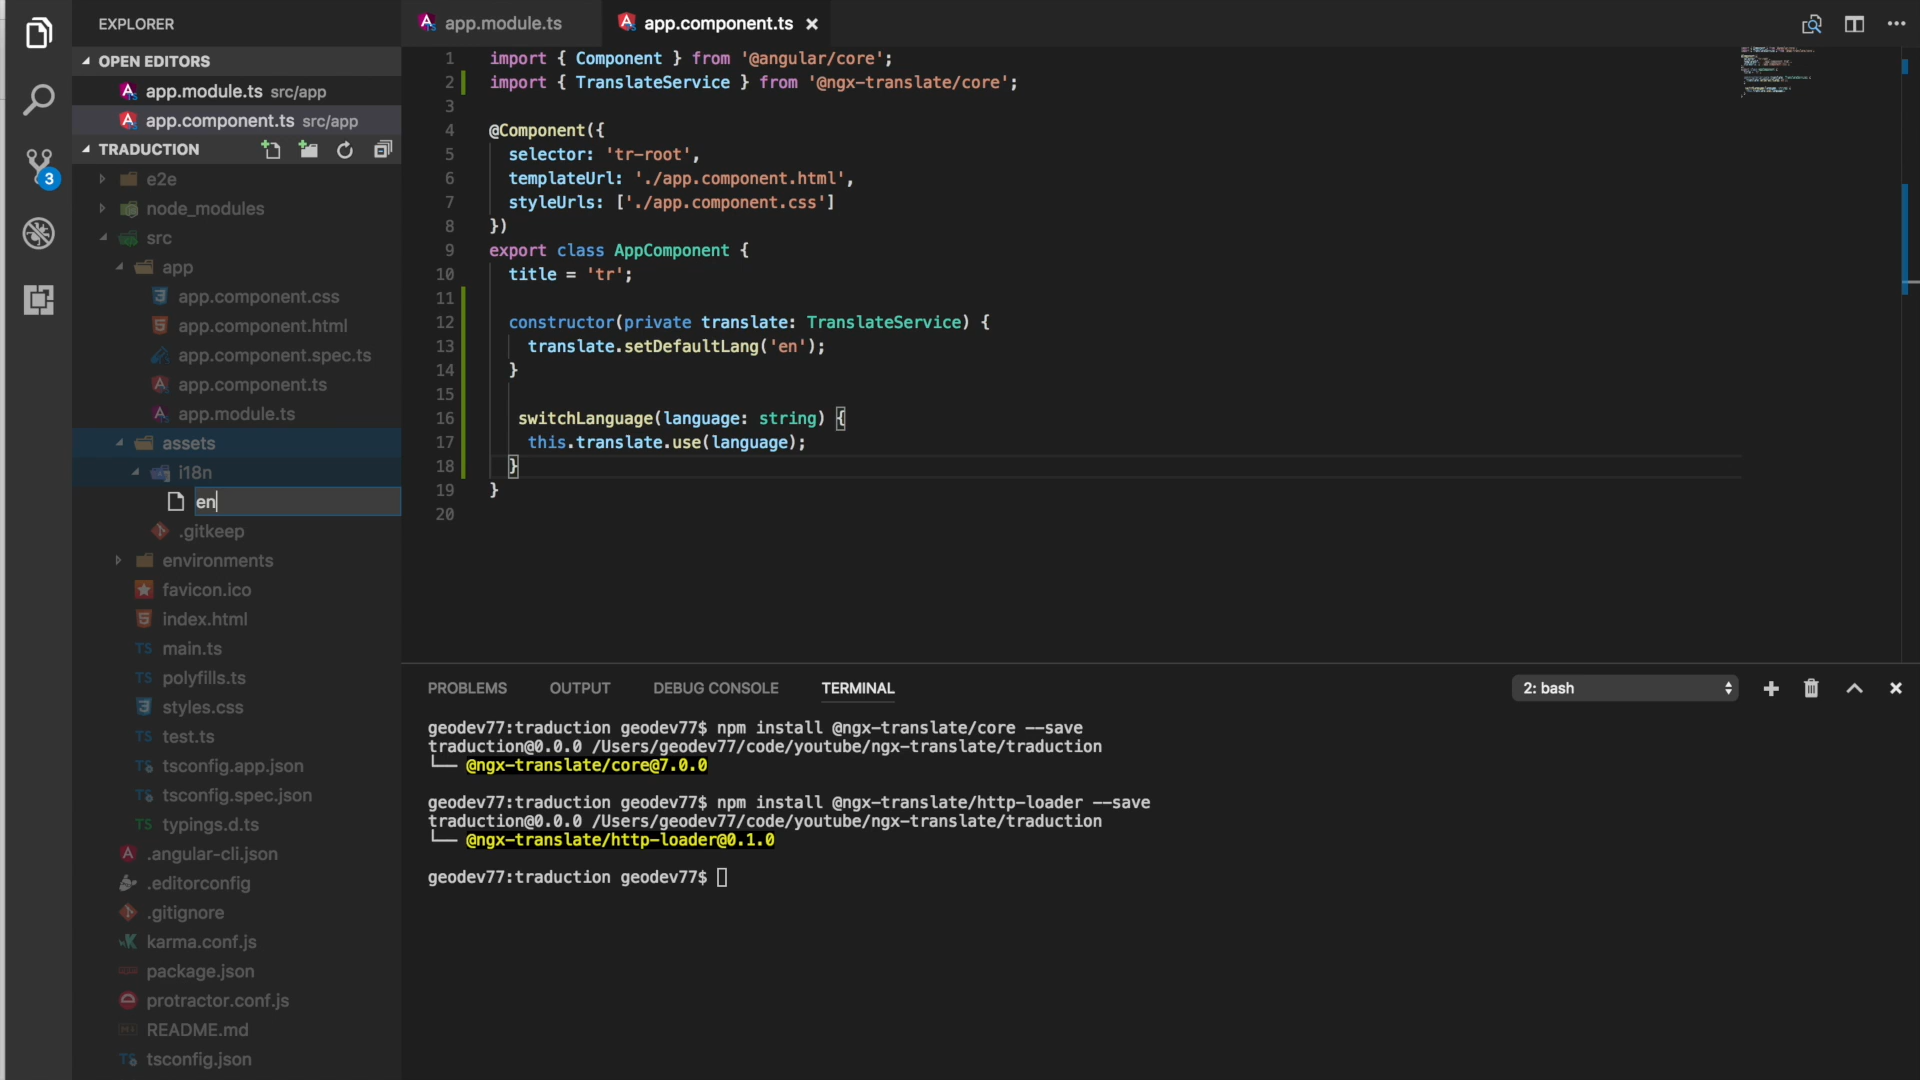 EXPLORER
OPEN EDITORS
app.module.ts src/app
app.component.ts src/app
3
TRADUCTION
e2e
node_modules
src
app
app.component.css
app.component.html
app.component.spec.ts
app.component.ts
app.module.ts
assets
i18n
en
.gitkeep
environments
favicon.ico
index.html
TS main.ts
TS polyfills.ts
styles.css
TS test.ts
TS tsconfig.app.json
TS tsconfig.spec.json
TS typings.d.ts
.angular-cli.json
.editorconfig
.gitignore
karma.conf.js
package.json
protractor.conf.js
README.md
TS tsconfig.json
app.module.ts
app.component.ts
1 import { Component } from '@angular/core';
2 import { TranslateService } from '@ngx-translate/core';
3
4 @Component({
5 selector: 'tr-root',
6 templateUrl: './app.component.html',
7 styleUrls: ['./app.component.css']
8 })
9 export class AppComponent {
10 title = 'tr';
11
12 constructor(private translate: TranslateService) {
13 translate.setDefaultLang('en');
14 }
15
16 switchLanguage(language: string) {
17 this.translate.use(language);
18 }
19 }
20
PROBLEMS OUTPUT DEBUG CONSOLE TERMINAL 2: bash
geodev77:traduction geodev77$ npm install @ngx-translate/core --save
traduction@0.0.0 /Users/geodev77/code/youtube/ngx-translate/traduction
└── @ngx-translate/core@7.0.0
geodev77:traduction geodev77$ npm install @ngx-translate/http-loader --save
traduction@0.0.0 /Users/geodev77/code/youtube/ngx-translate/traduction
└── @ngx-translate/http-loader@0.1.0
geodev77:traduction geodev77$